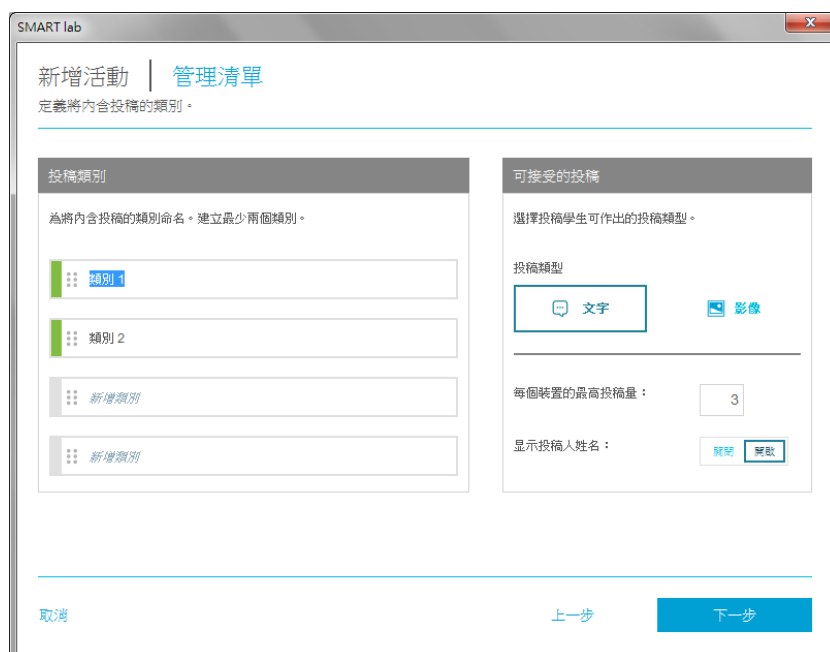 SMART lab
新增活動 | 管理清單
定義將內含投稿的類別。
投稿類別
為將內含投稿的類別命名。建立最少兩個類別。
類別 1
類別 2
新增類別
新增類別
可接受的投稿
選擇投稿學生可作出的投稿類型。
投稿類型
文字
影像
每個裝置的最高投稿量：
3
显示投稿人姓名：
關閉
開啟
取消
上一步
下一步